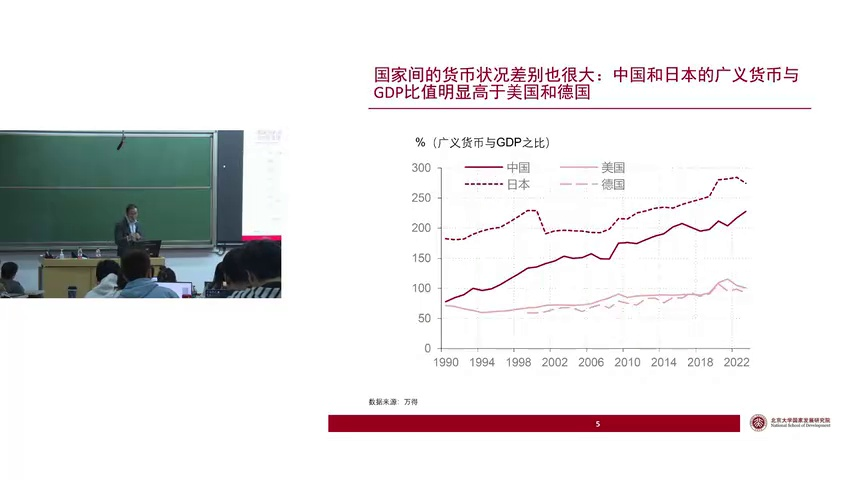 国家间的货币状况差别也很大：中国和日本的广义货币与
GDP比值明显高于美国和德国
%（广义货币与GDP之比）
中国 美国
日本 德国
300
250
200
150
100
50
0
1990 1994 1998 2002 2006 2010 2014 2018 2022
数据来源：万得
5
北京大学国家发展研究院
National School of Development